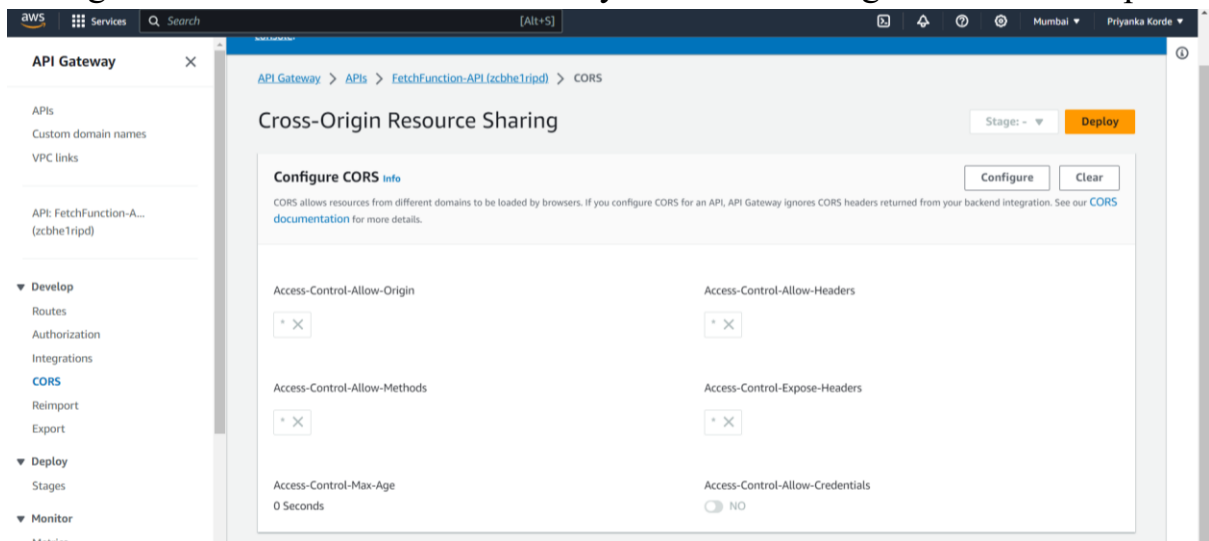 aws Services Search [Alt+S] Mumbai ▼ Priyanka Korde ▼
API Gateway ×
APIs
Custom domain names
VPC links
API: FetchFunction-A...
(zcbhe1ripd)
▼ Develop
Routes
Authorization
Integrations
CORS
Reimport
Export
▼ Deploy
Stages
▼ Monitor
API Gateway > APIs > FetchFunction-API (zcbhe1ripd) > CORS
Cross-Origin Resource Sharing
Stage: - ▼ Deploy
Configure CORS Info
Configure Clear
CORS allows resources from different domains to be loaded by browsers. If you configure CORS for an API, API Gateway ignores CORS headers returned from your backend integration. See our CORS
documentation for more details.
Access-Control-Allow-Origin Access-Control-Allow-Headers
* × * ×
Access-Control-Allow-Methods Access-Control-Expose-Headers
* × * ×
Access-Control-Max-Age Access-Control-Allow-Credentials
0 Seconds NO